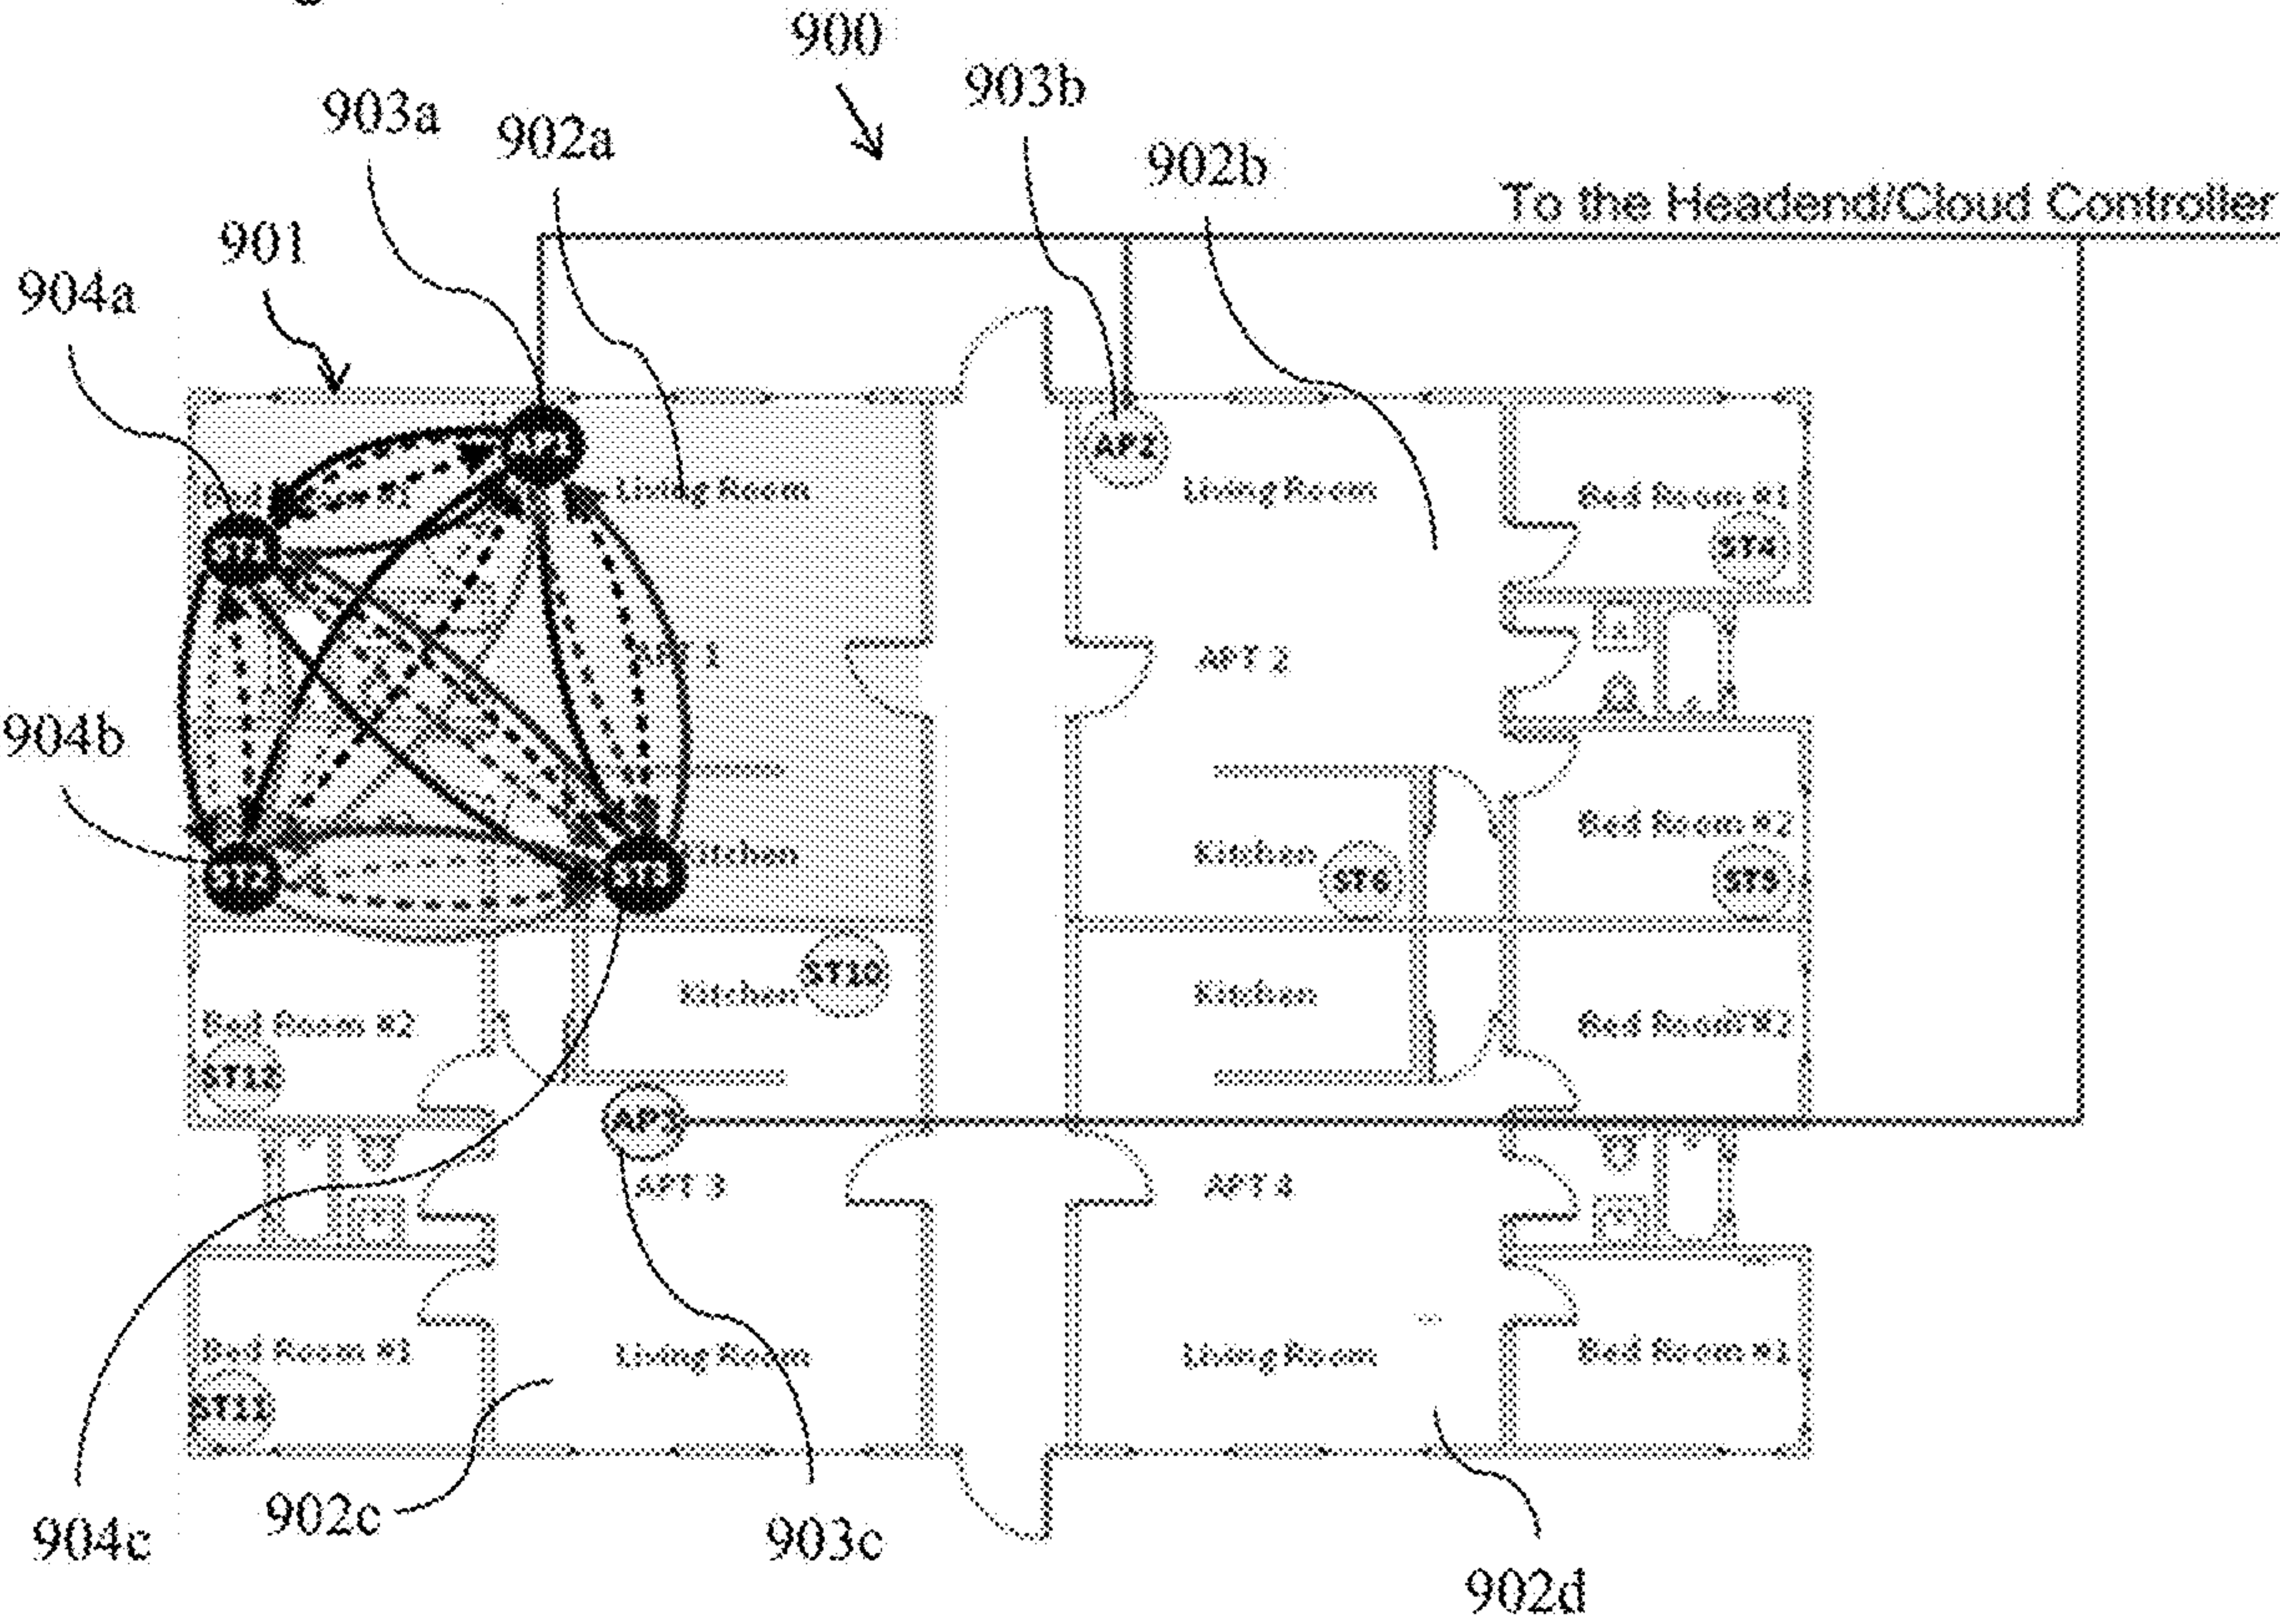 900
903b
903a
902a
902b
To the Headend/Cloud Controller
901
904a
AP2
Living Room
Living Room
Bed Room #1
ST4
APT 2
904b
Bed Room #2
Kitchen
Kitchen
ST6
ST5
ST10
Kitchen
Kitchen
Bed Room #2
Bed Room #2
ST12
APT 3
APT 4
Bed Room #1
Living Room
Living Room
Bed Room #1
ST11
904c
902c
903c
902d